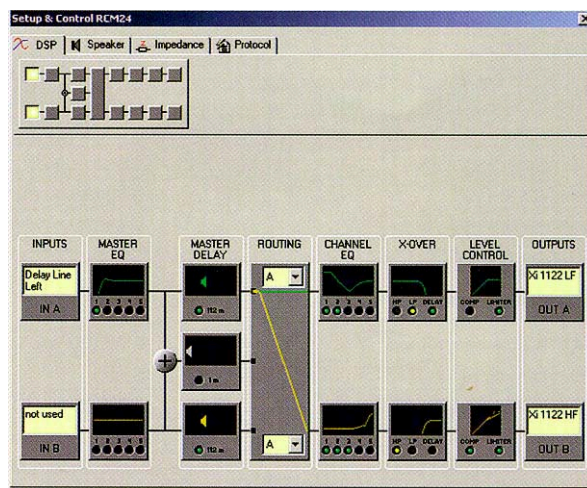 Setup & Control RCM24
DSP
Speaker
Impedance
Protocol
INPUTS
MASTER EQ
MASTER DELAY
ROUTING
CHANNEL EQ
X-OVER
LEVEL CONTROL
OUTPUTS
Delay Line Left
IN A
1 2 3 4 5
112 m
A
1 2 3 4 5
HP LP DELAY
COMP LIMITER
Xi 1122 LF
OUT A
1 m
not used
IN B
1 2 3 4 5
112 m
A
1 2 3 4 5
HP LP DELAY
COMP LIMITER
Xi 1122 HF
OUT B